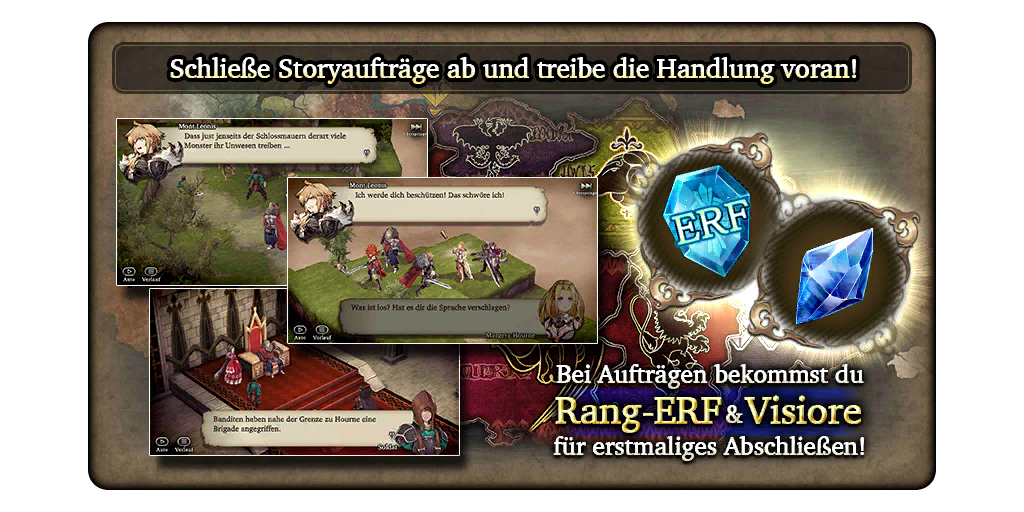 Schließe Storyaufträge ab und treibe die Handlung voran!
Mont Leonis
Dass just jenseits der Schlossmauern derart viele
Monster ihr Unwesen treiben ...
Auto Verlauf
Mont Leonis
Ich werde dich beschützen! Das schwöre ich!
Was ist los? Hat es dir die Sprache verschlagen?
Margery Hourne
Auto Verlauf
Banditen haben nahe der Grenze zu Hourne eine
Brigade angegriffen.
Soldat
Auto Verlauf
ERF
Bei Aufträgen bekommst du
Rang-ERF & Visiore
für erstmaliges Abschließen!